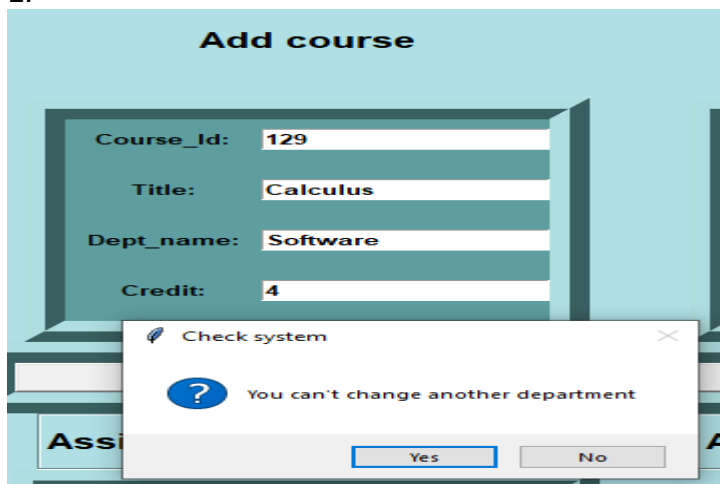 Add course
Course_Id: 129
Title: Calculus
Dept_name: Software
Credit: 4
Check system
You can't change another department
Yes No